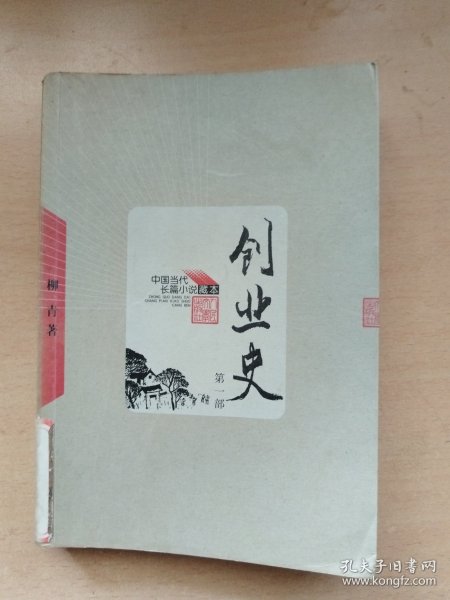 柳青著
中国当代
长篇小说藏本
ZHONG GUO DANG DAI
CHANG PIAN XIAO SHUO
CANG BEN
创业史
第一部
孔夫子旧书网
www.kongfz.com